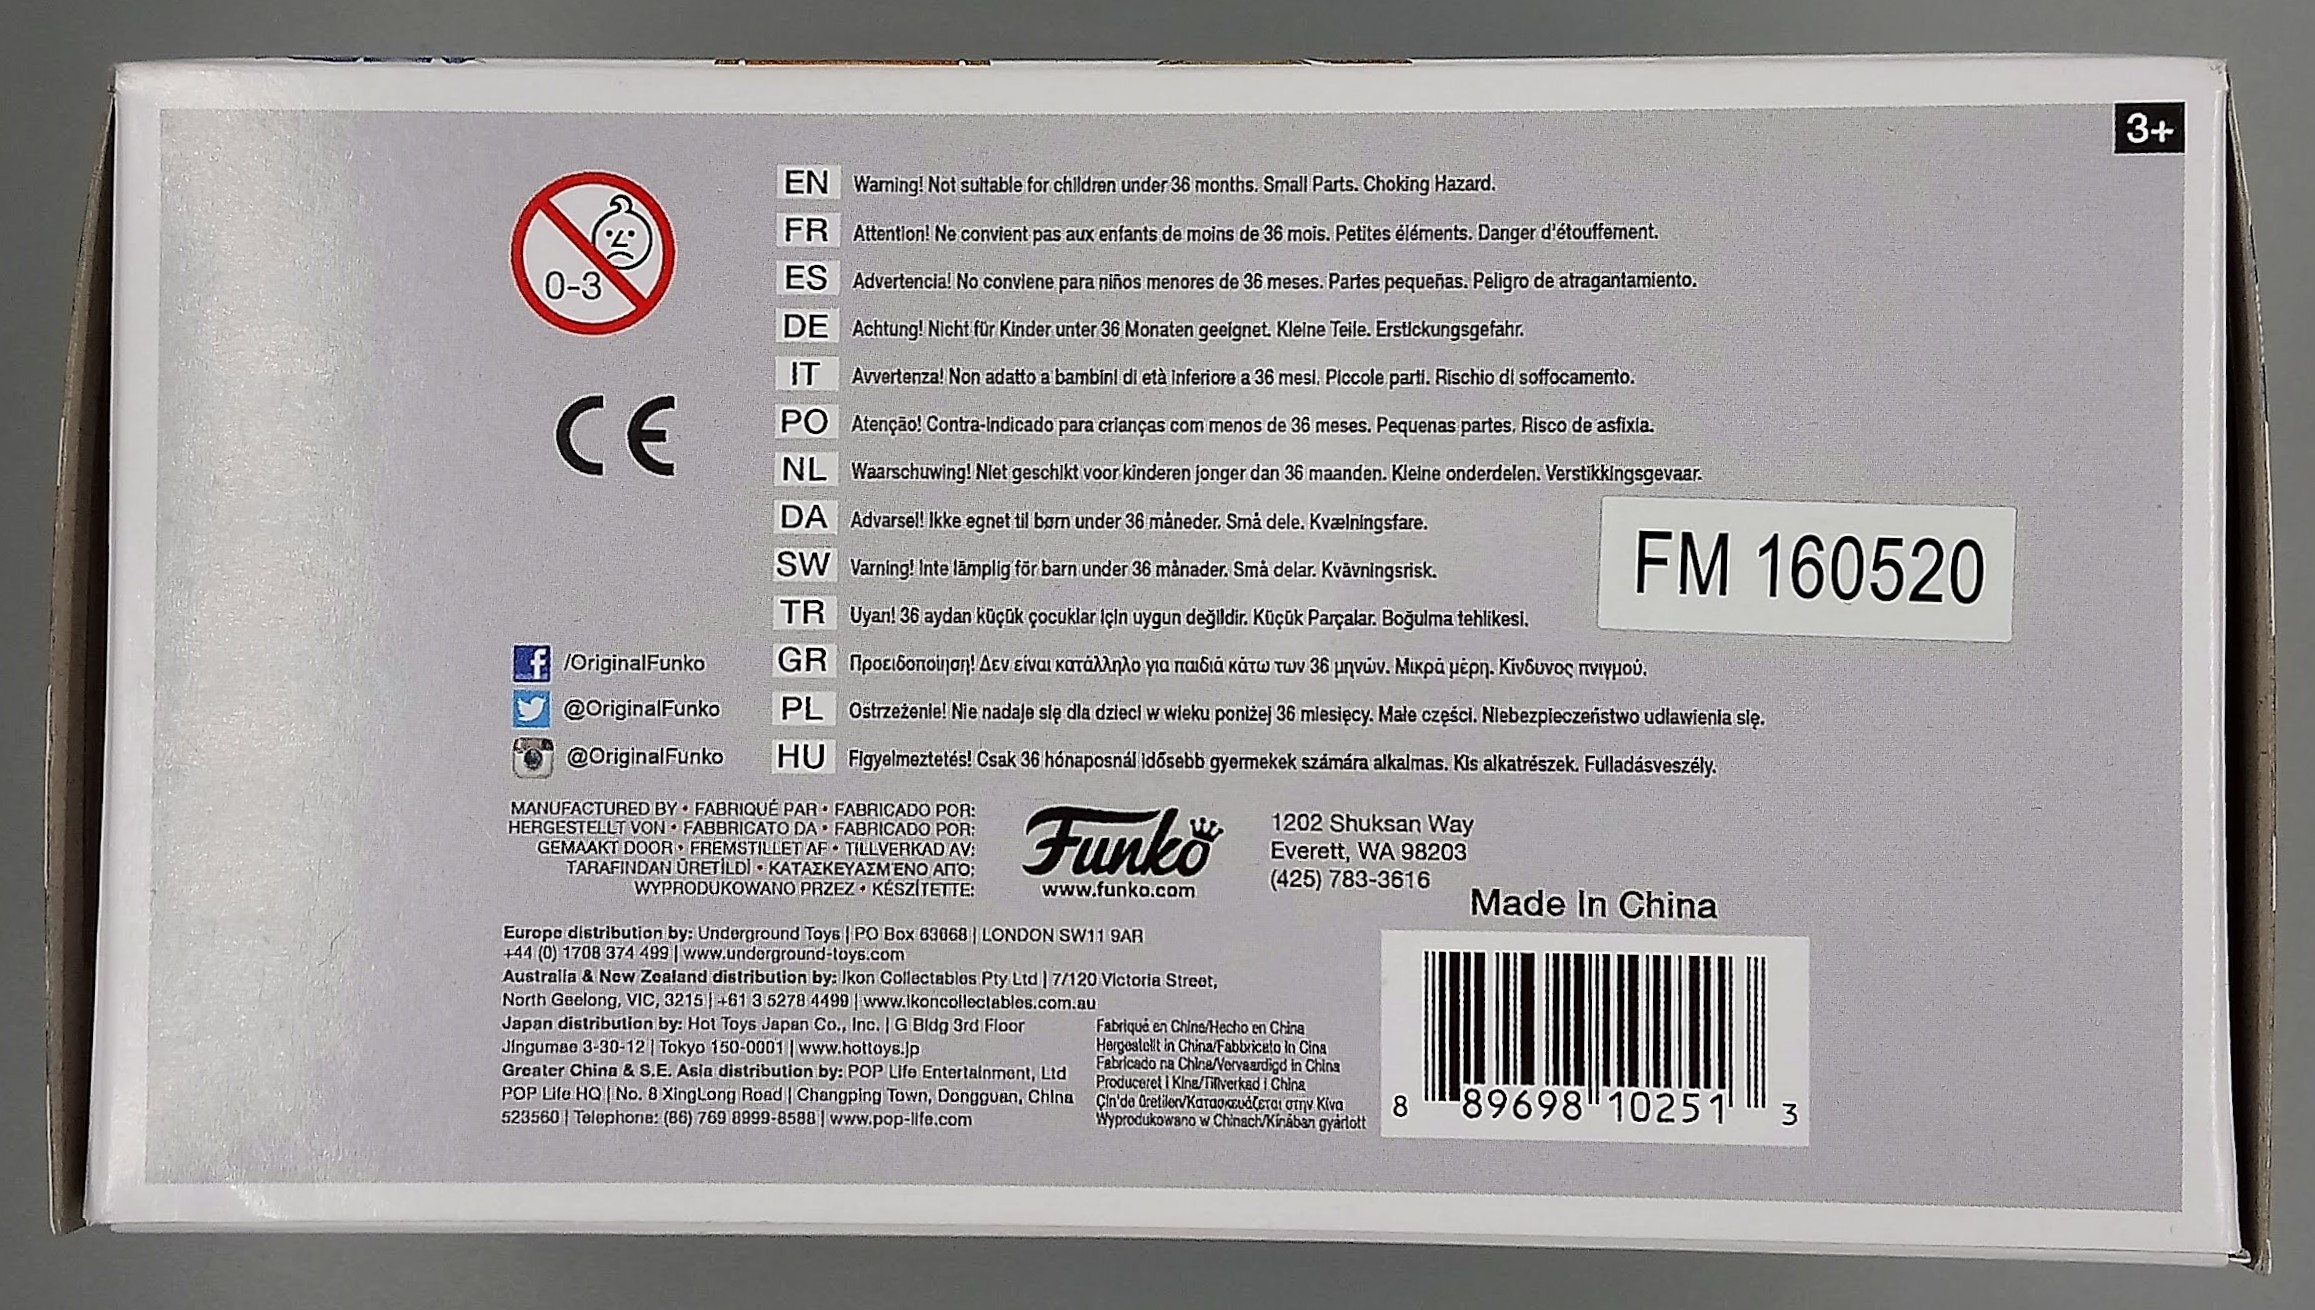 3+
0-3
CE
EN Warning! Not suitable for children under 36 months. Small Parts. Choking Hazard.
FR Attention! Ne convient pas aux enfants de moins de 36 mois. Petites éléments. Danger d'étouffement.
ES Advertencia! No conviene para niños menores de 36 meses. Partes pequeñas. Peligro de atragantamiento.
DE Achtung! Nicht für Kinder unter 36 Monaten geeignet. Kleine Teile. Erstickungsgefahr.
IT Avvertenza! Non adatto a bambini di età inferiore a 36 mesi. Piccole parti. Rischio di soffocamento.
PO Atenção! Contra-indicado para crianças com menos de 36 meses. Pequenas partes. Risco de asfixia.
NL Waarschuwing! Niet geschikt voor kinderen jonger dan 36 maanden. Kleine onderdelen. Verstikkingsgevaar.
DA Advarsel! Ikke egnet til børn under 36 måneder. Små dele. Kvælningsfare.
SW Varning! Inte lämplig för barn under 36 månader. Små delar. Kvävningsrisk.
TR Uyarı! 36 aydan küçük çocuklar için uygun değildir. Küçük Parçalar. Boğulma tehlikesi.
GR Προειδοποίηση! Δεν είναι κατάλληλο για παιδιά κάτω των 36 μηνών. Μικρά μέρη. Κίνδυνος πνιγμού.
PL Ostrzeżenie! Nie nadaje się dla dzieci w wieku poniżej 36 miesięcy. Małe części. Niebezpieczeństwo udławienia się.
HU Figyelmeztetés! Csak 36 hónaposnál idősebb gyermekek számára alkalmas. Kis alkatrészek. Fulladásveszély.
FM 160520
/OriginalFunko
@OriginalFunko
@OriginalFunko
MANUFACTURED BY • FABRIQUÉ PAR • FABRICADO POR:
HERGESTELLT VON • FABBRICATO DA • FABRICADO POR:
GEMAAKT DOOR • FREMSTILLET AF • TILLVERKAD AV:
TARAFINDAN ÜRETİLDİ • ΚΑΤΑΣΚΕΥΑΣΜΕΝΟ ΑΠΌ:
WYPRODUKOWANO PRZEZ • KÉSZÍTETTE:
Funko
www.funko.com
1202 Shuksan Way
Everett, WA 98203
(425) 783-3616
Made In China
Europe distribution by: Underground Toys | PO Box 63668 | LONDON SW11 9AR
+44 (0) 1708 374 499 | www.underground-toys.com
Australia & New Zealand distribution by: Ikon Collectables Pty Ltd | 7/120 Victoria Street,
North Geelong, VIC, 3215 | +61 3 5278 4499 | www.ikoncollectables.com.au
Japan distribution by: Hot Toys Japan Co., Inc. | G Bldg 3rd Floor
Jingumae 3-30-12 | Tokyo 150-0001 | www.hottoys.jp
Greater China & S.E. Asia distribution by: POP Life Entertainment, Ltd
POP Life HQ | No. 8 XingLong Road | Changping Town, Dongguan, China
523560 | Telephone: (86) 769 8999-8588 | www.pop-life.com
Fabriqué en Chine/Hecho en China
Hergestellt in China/Fabbricato In Cina
Fabricado na China/Vervaardigd in China
Produceret i Kina/Tillverkad i China
Çin'de üretilen/Κατασκευάζεται στην Κίνα
Wyprodukowano w Chinach/Kínában gyártott
8 89698 10251 3